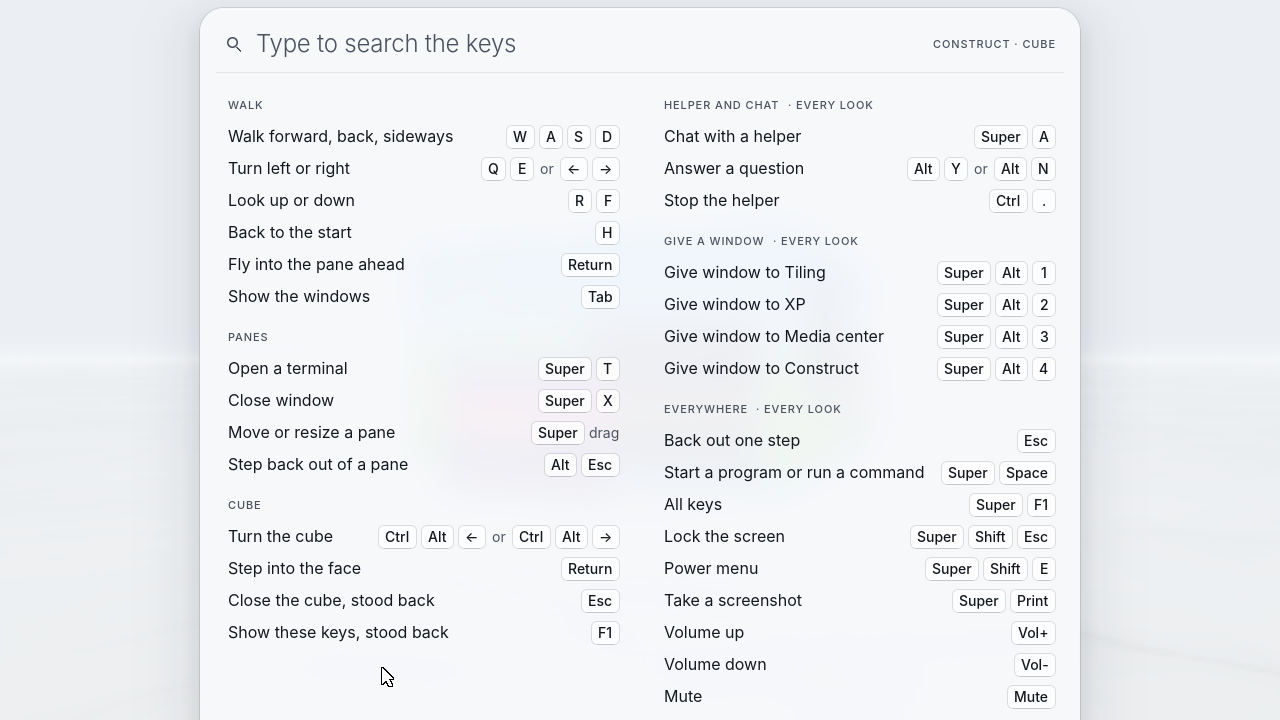 Type to search the keys
CONSTRUCT · CUBE
WALK
Walk forward, back, sideways W A S D
Turn left or right Q E or ← →
Look up or down R F
Back to the start H
Fly into the pane ahead Return
Show the windows Tab
PANES
Open a terminal Super T
Close window Super X
Move or resize a pane Super drag
Step back out of a pane Alt Esc
CUBE
Turn the cube Ctrl Alt ← or Ctrl Alt →
Step into the face Return
Close the cube, stood back Esc
Show these keys, stood back F1
HELPER AND CHAT · EVERY LOOK
Chat with a helper Super A
Answer a question Alt Y or Alt N
Stop the helper Ctrl .
GIVE A WINDOW · EVERY LOOK
Give window to Tiling Super Alt 1
Give window to XP Super Alt 2
Give window to Media center Super Alt 3
Give window to Construct Super Alt 4
EVERYWHERE · EVERY LOOK
Back out one step Esc
Start a program or run a command Super Space
All keys Super F1
Lock the screen Super Shift Esc
Power menu Super Shift E
Take a screenshot Super Print
Volume up Vol+
Volume down Vol-
Mute Mute